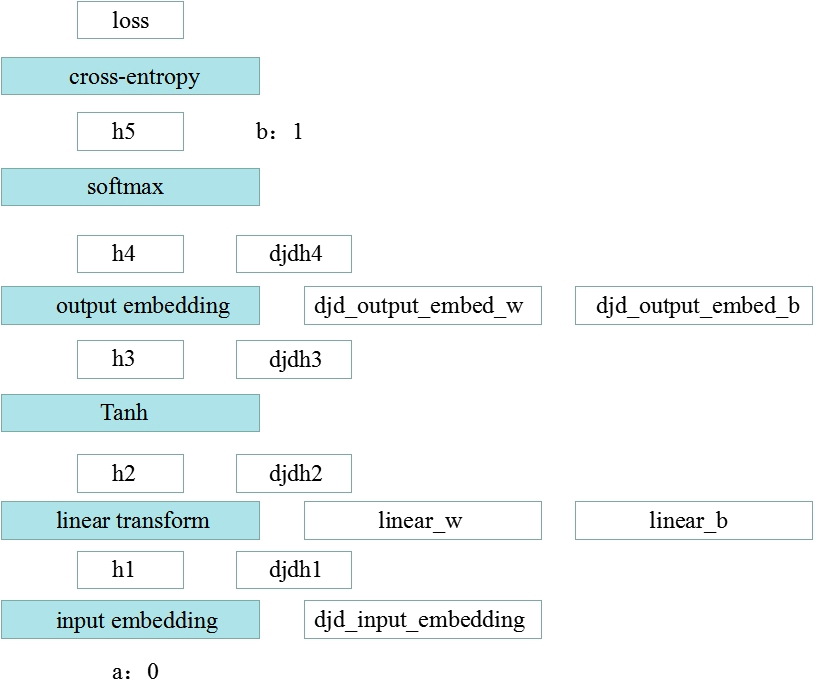 loss
cross-entropy
h5 b：1
softmax
h4 djdh4
output embedding djd_output_embed_w djd_output_embed_b
h3 djdh3
Tanh
h2 djdh2
linear transform linear_w linear_b
h1 djdh1
input embedding djd_input_embedding
a：0